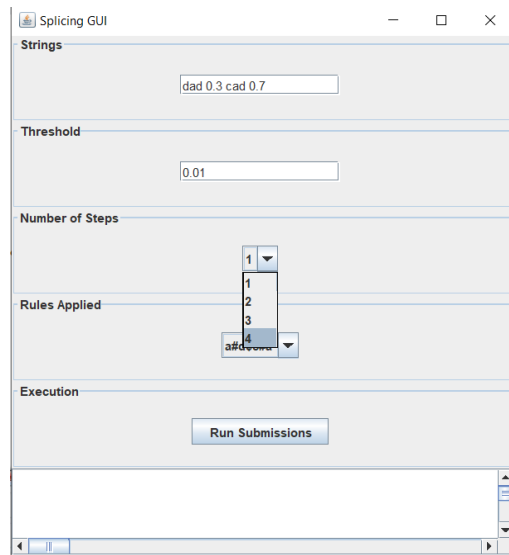 Splicing GUI
Strings
dad 0.3 cad 0.7
Threshold
0.01
Number of Steps
1
1
2
3
4
Rules Applied
Execution
Run Submissions